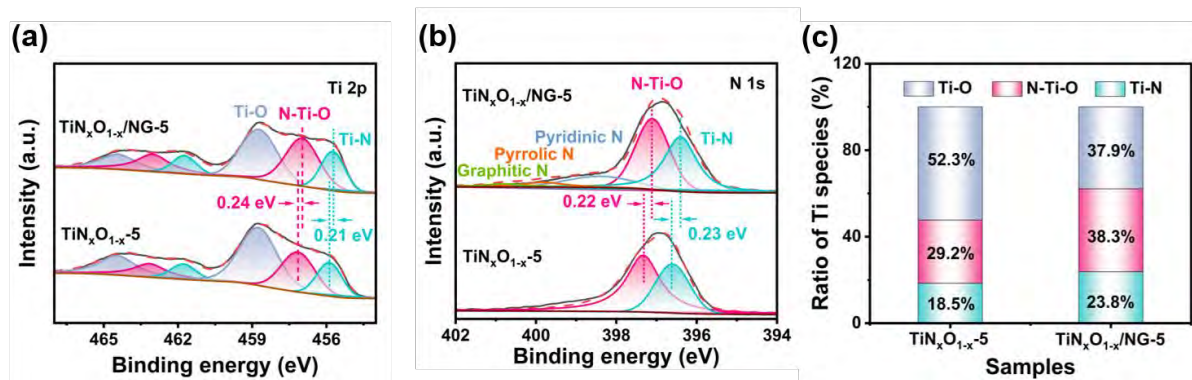 (a)
Ti 2p
TiNxO1-x/NG-5
Ti-O
N-Ti-O
Ti-N
0.24 eV
0.21 eV
TiNxO1-x-5
Intensity (a.u.)
465 462 459 456
Binding energy (eV)
(b)
N 1s
TiNxO1-x/NG-5
N-Ti-O
Ti-N
Pyridinic N
Pyrrolic N
Graphitic N
0.22 eV
0.23 eV
TiNxO1-x-5
Intensity (a.u.)
402 400 398 396 394
Binding energy (eV)
(c)
Ratio of Ti species (%)
120
80
40
0
Ti-O N-Ti-O Ti-N
52.3% 37.9%
29.2% 38.3%
18.5% 23.8%
TiNxO1-x-5 TiNxO1-x/NG-5
Samples